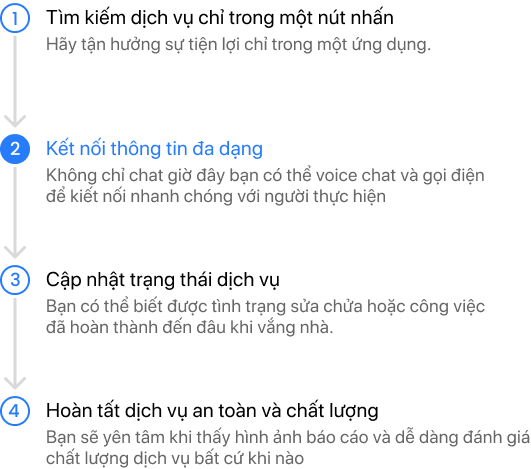 1
Tìm kiếm dịch vụ chỉ trong một nút nhấn
Hãy tận hưởng sự tiện lợi chỉ trong một ứng dụng.
2
Kết nối thông tin đa dạng
Không chỉ chat giờ đây bạn có thể voice chat và gọi điện
để kiết nối nhanh chóng với người thực hiện
3
Cập nhật trạng thái dịch vụ
Bạn có thể biết được tình trạng sửa chửa hoặc công việc
đã hoàn thành đến đâu khi vắng nhà.
4
Hoàn tất dịch vụ an toàn và chất lượng
Bạn sẽ yên tâm khi thấy hình ảnh báo cáo và dễ dàng đánh giá
chất lượng dịch vụ bất cứ khi nào